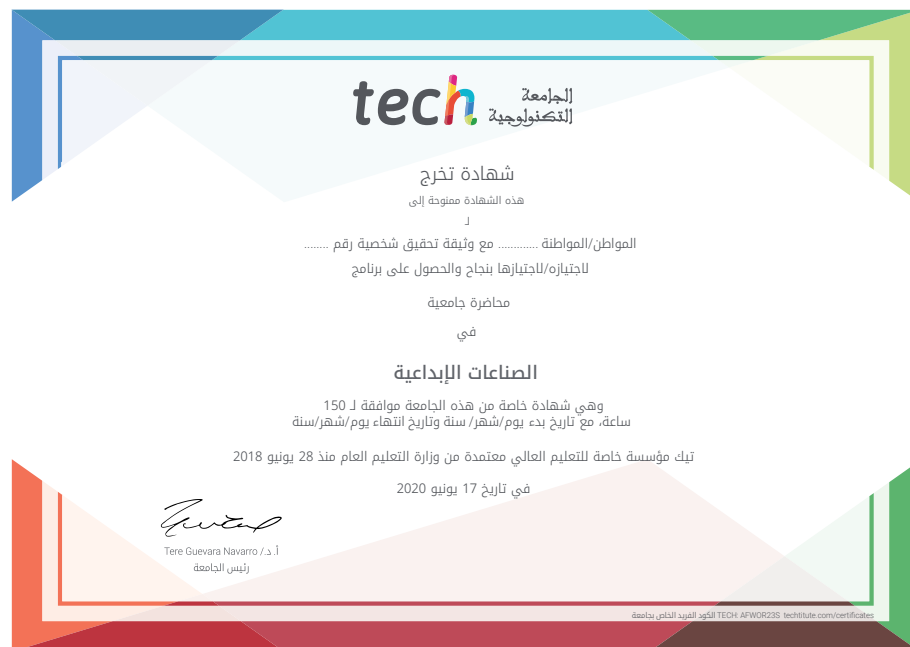 tech الجامعة
التكنولوجية
شهادة تخرج
هذه الشهادة ممنوحة إلى
لـ
المواطن/المواطنة ............. مع وثيقة تحقيق شخصية رقم ........
لاجتيازه/لاجتيازها بنجاح والحصول على برنامج
محاضرة جامعية
في
الصناعات الإبداعية
وهي شهادة خاصة من هذه الجامعة موافقة لـ 150
ساعة، مع تاريخ بدء يوم/شهر/ سنة وتاريخ انتهاء يوم/شهر/سنة
تيك مؤسسة خاصة للتعليم العالي معتمدة من وزارة التعليم العام منذ 28 يونيو 2018
في تاريخ 17 يونيو 2020
أ.د./ Tere Guevara Navarro
رئيس الجامعة
الكود الفريد الخاص بجامعة TECH: AFWOR23S techtitute.com/certificates